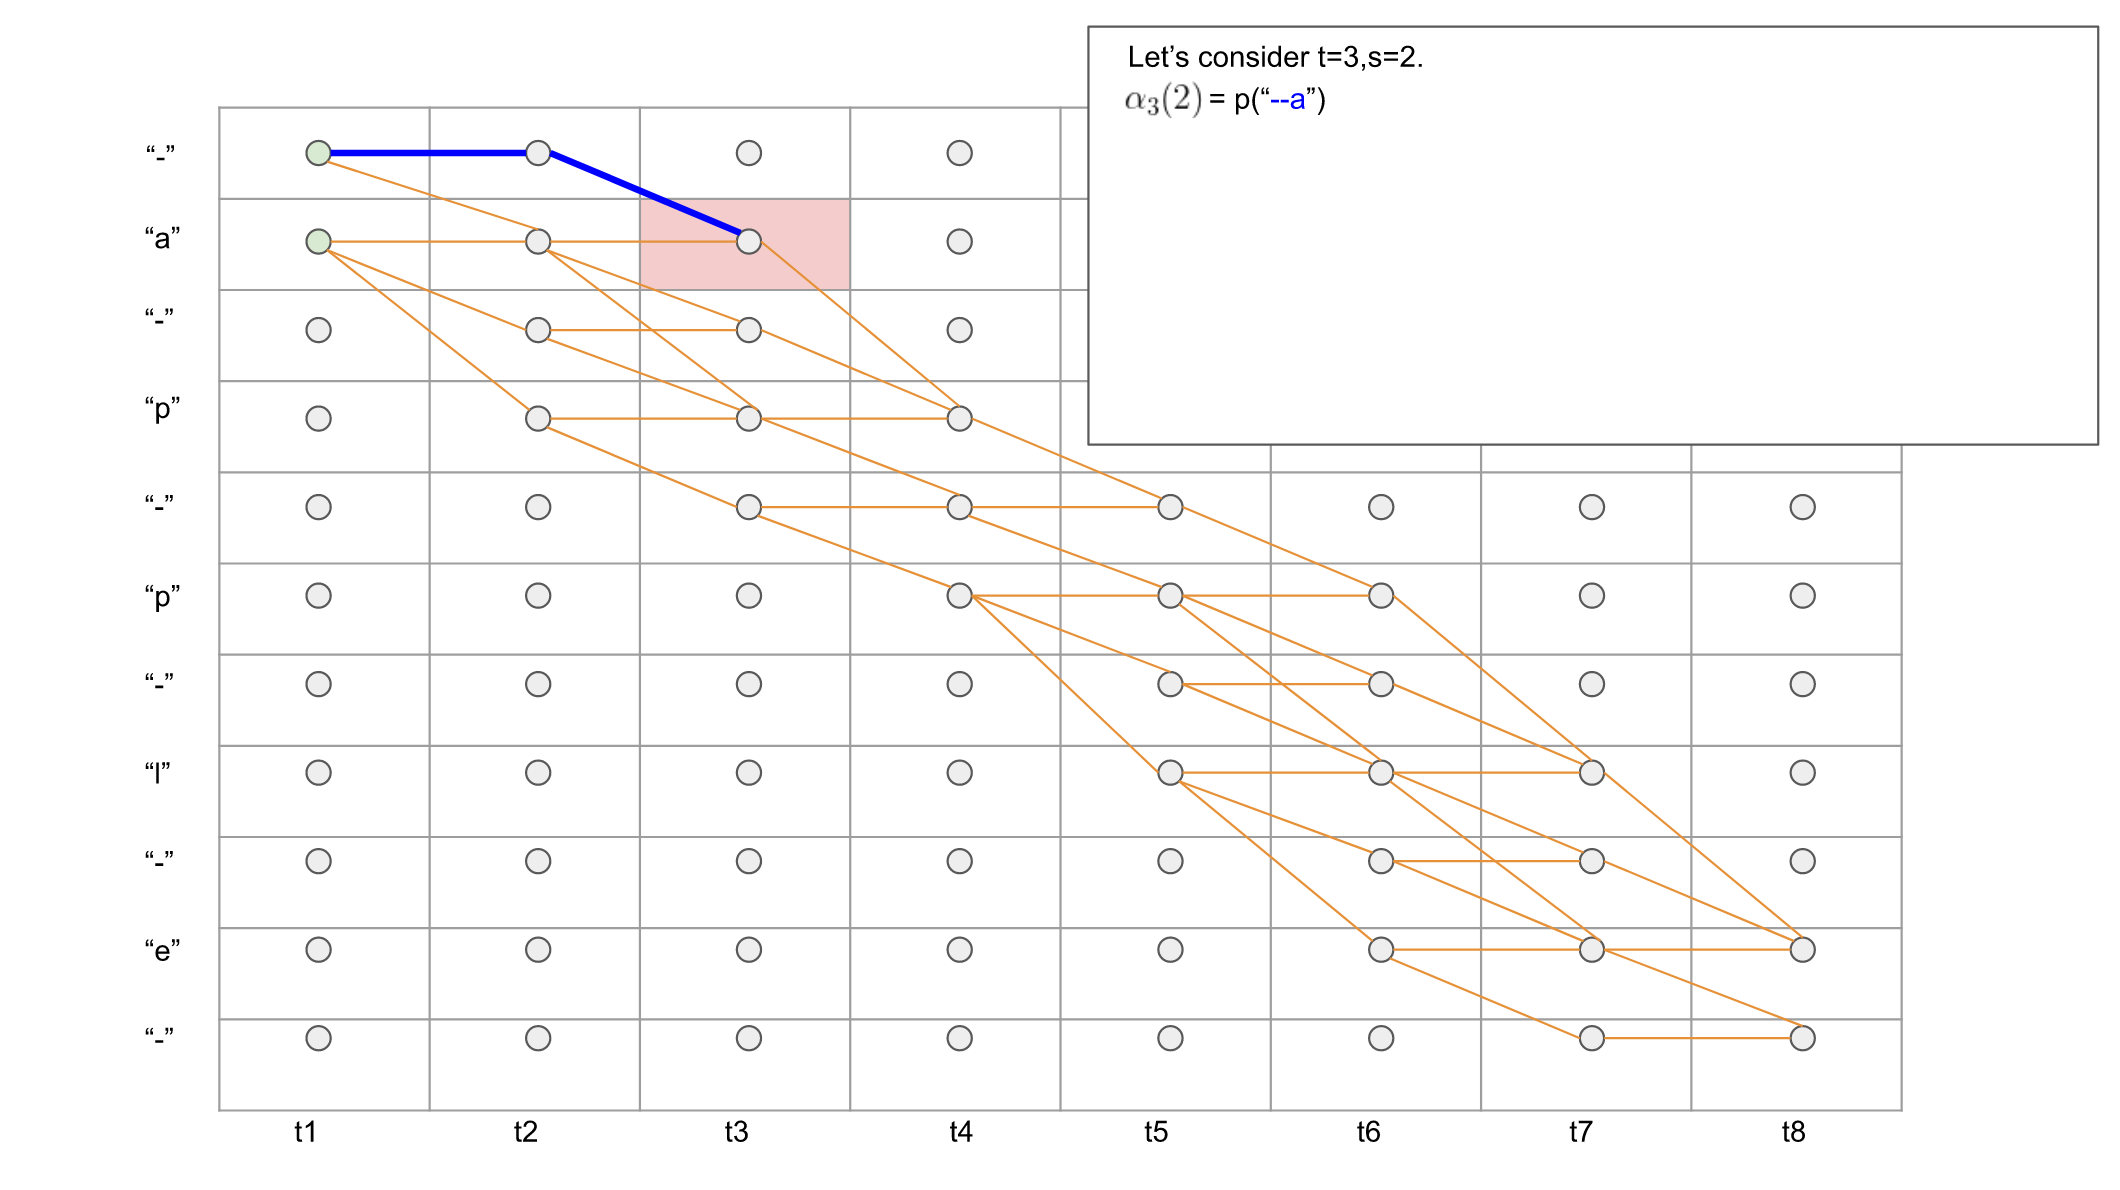 Let’s consider t=3,s=2.
α₃(2) = p(“--a”)
“-”
“a”
“-”
“p”
“-”
“p”
“-”
“l”
“-”
“e”
“-”
t1 t2 t3 t4 t5 t6 t7 t8